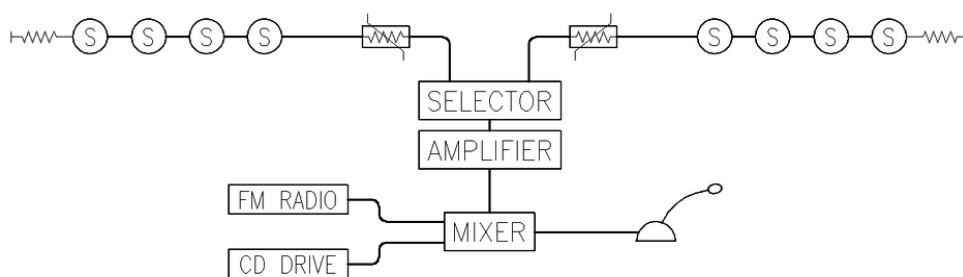 S S S S S S S S
SELECTOR
AMPLIFIER
FM RADIO
MIXER
CD DRIVE